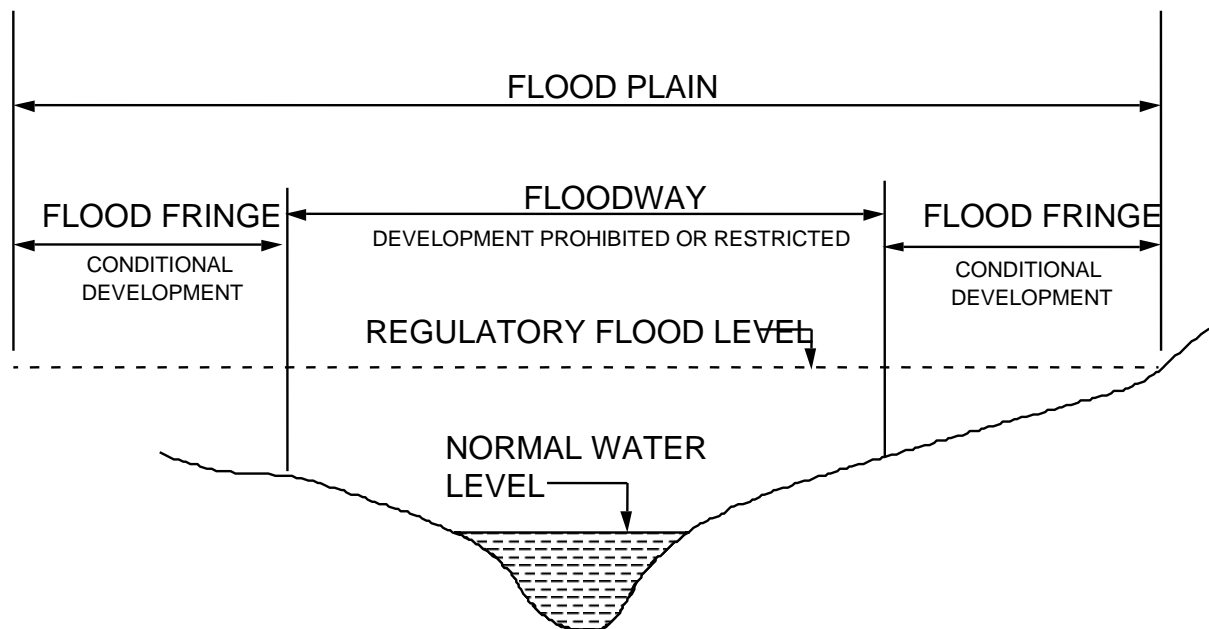 FLOOD PLAIN
FLOOD FRINGE
FLOODWAY
FLOOD FRINGE
DEVELOPMENT PROHIBITED OR RESTRICTED
CONDITIONAL
DEVELOPMENT
CONDITIONAL
DEVELOPMENT
REGULATORY FLOOD LEVEL
NORMAL WATER
LEVEL